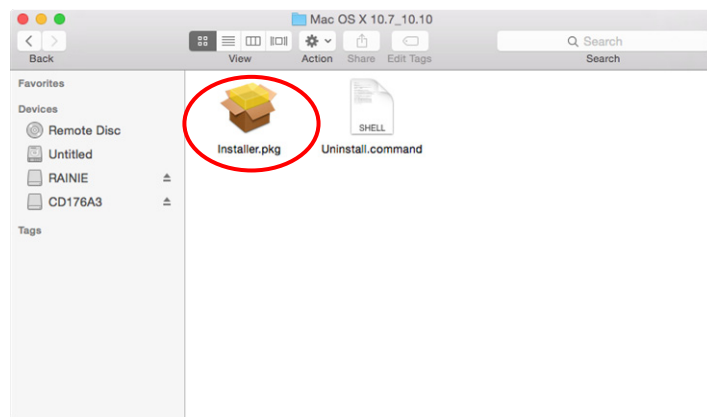 Mac OS X 10.7_10.10
Back View Action Share Edit Tags Search
Search
Favorites
Devices
Remote Disc
Untitled
RAINIE
CD176A3
Tags
SHELL
Installer.pkg Uninstall.command